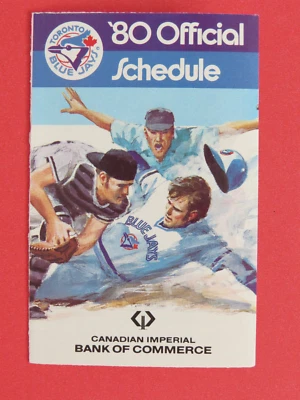 TORONTO
BLUE JAYS
'80 Official
Schedule
BLUE JAYS
CANADIAN IMPERIAL
BANK OF COMMERCE